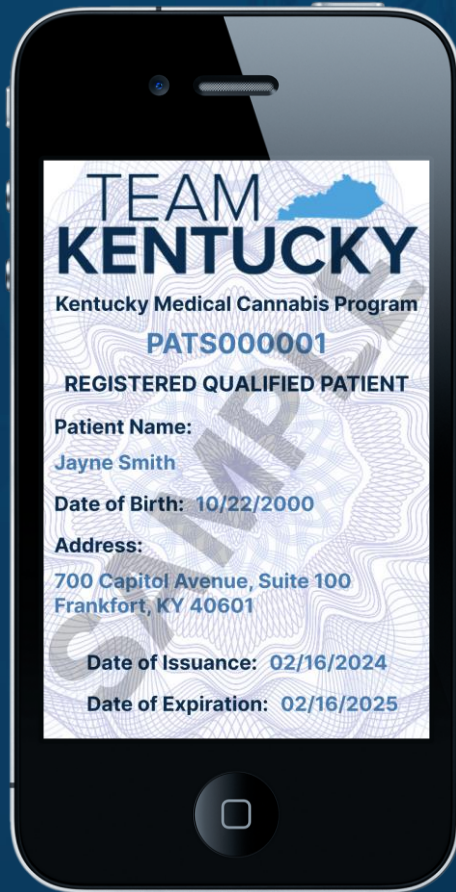 TEAM
KENTUCKY
Kentucky Medical Cannabis Program
PATS000001
REGISTERED QUALIFIED PATIENT
Patient Name:
Jayne Smith
Date of Birth: 10/22/2000
Address:
700 Capitol Avenue, Suite 100
Frankfort, KY 40601
Date of Issuance: 02/16/2024
Date of Expiration: 02/16/2025
SAMPLE